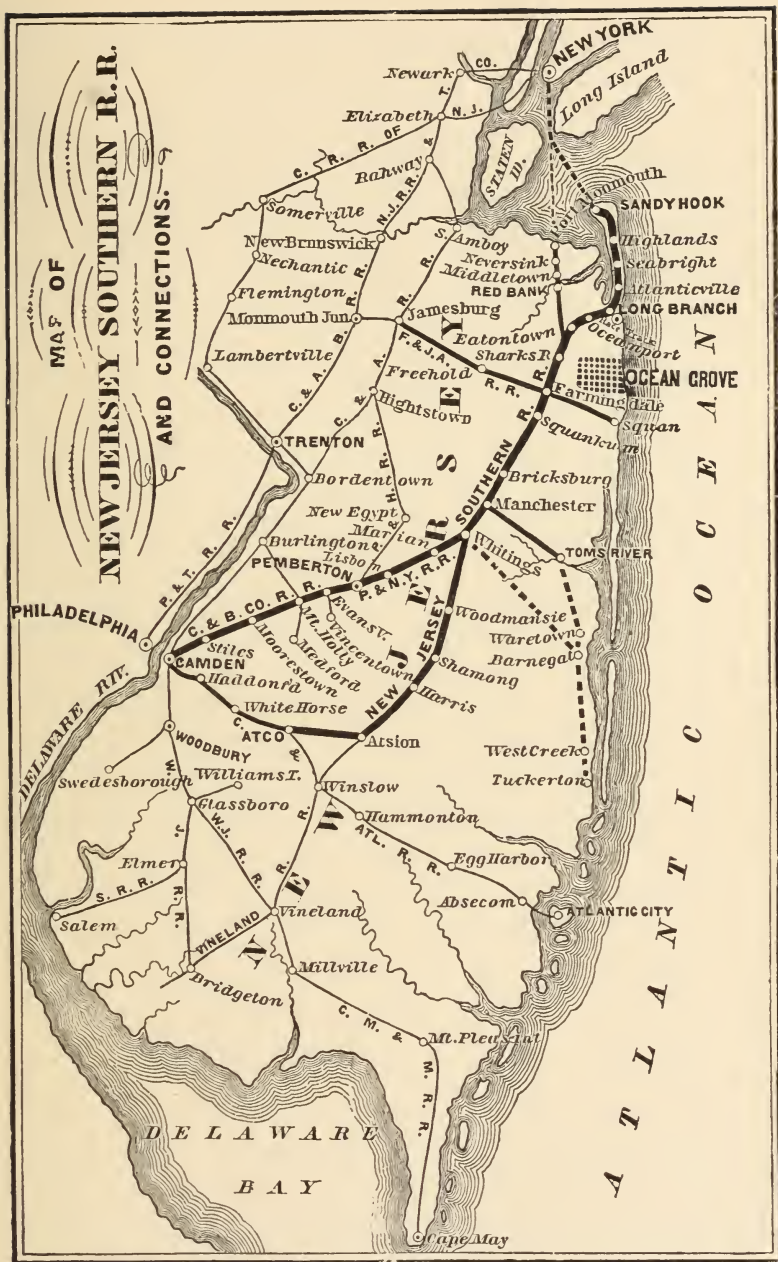 MAP OF
NEW JERSEY SOUTHERN R.R.
AND CONNECTIONS.
NEW YORK
Long Island
Newark
CO.
Elizabeth
N.J.
T.
&
C. R. R. OF
Rahway
STATEN
ID.
N.J.R.R.
Fort Monmouth
SANDY HOOK
Somerville
New Brunswick
S. Amboy
Highlands
Nechantic
Neversink
Seabright
Middletown
RED BANK
Flemington
Atlanticville
Monmouth Jun
Jamesburg
LONG BRANCH
Eatontown
Oceanport
Sharks R.
Lambertville
F. & J. A.
R. R.
Freehold
OCEAN GROVE
C. & A. B. R. R.
C. & A. R. R.
Hightstown
Farmingdale
Squan
Squankum
TRENTON
Bordentown
Bricksburg
New Egypt
P. & H. R. R.
Manchester
Burlington
Marian
Lisbon
SOUTHERN R. R.
Whitings
TOMS RIVER
PEMBERTON
P. & N.Y. R.R.
P. & T. R. R.
PHILADELPHIA
C. & B. CO. R. R.
Evans V.
Woodmansie
Waretown
Vincentown
Barnegat
Mt. Holly
Medford
Stiles
Moorestown
CAMDEN
Shamong
Haddonf'd
NEW JERSEY
Harris
DELAWARE RIV.
White Horse
C. &
ATCO
Atsion
WOODBURY
West Creek
Swedesborough
Williams T.
Winslow
Tuckerton
Glassboro
Hammonton
W. J. R. R.
W. J. R. R.
ATL. R. R.
Elmer
Egg Harbor
R. R.
S. R. R.
Absecom
ATLANTIC CITY
Salem
VINELAND
Vineland
Bridgeton
Millville
C. M. & M. R. R.
Mt. Pleasant
NEW JERSEY
ATLANTIC OCEAN
DELAWARE
BAY
Cape May